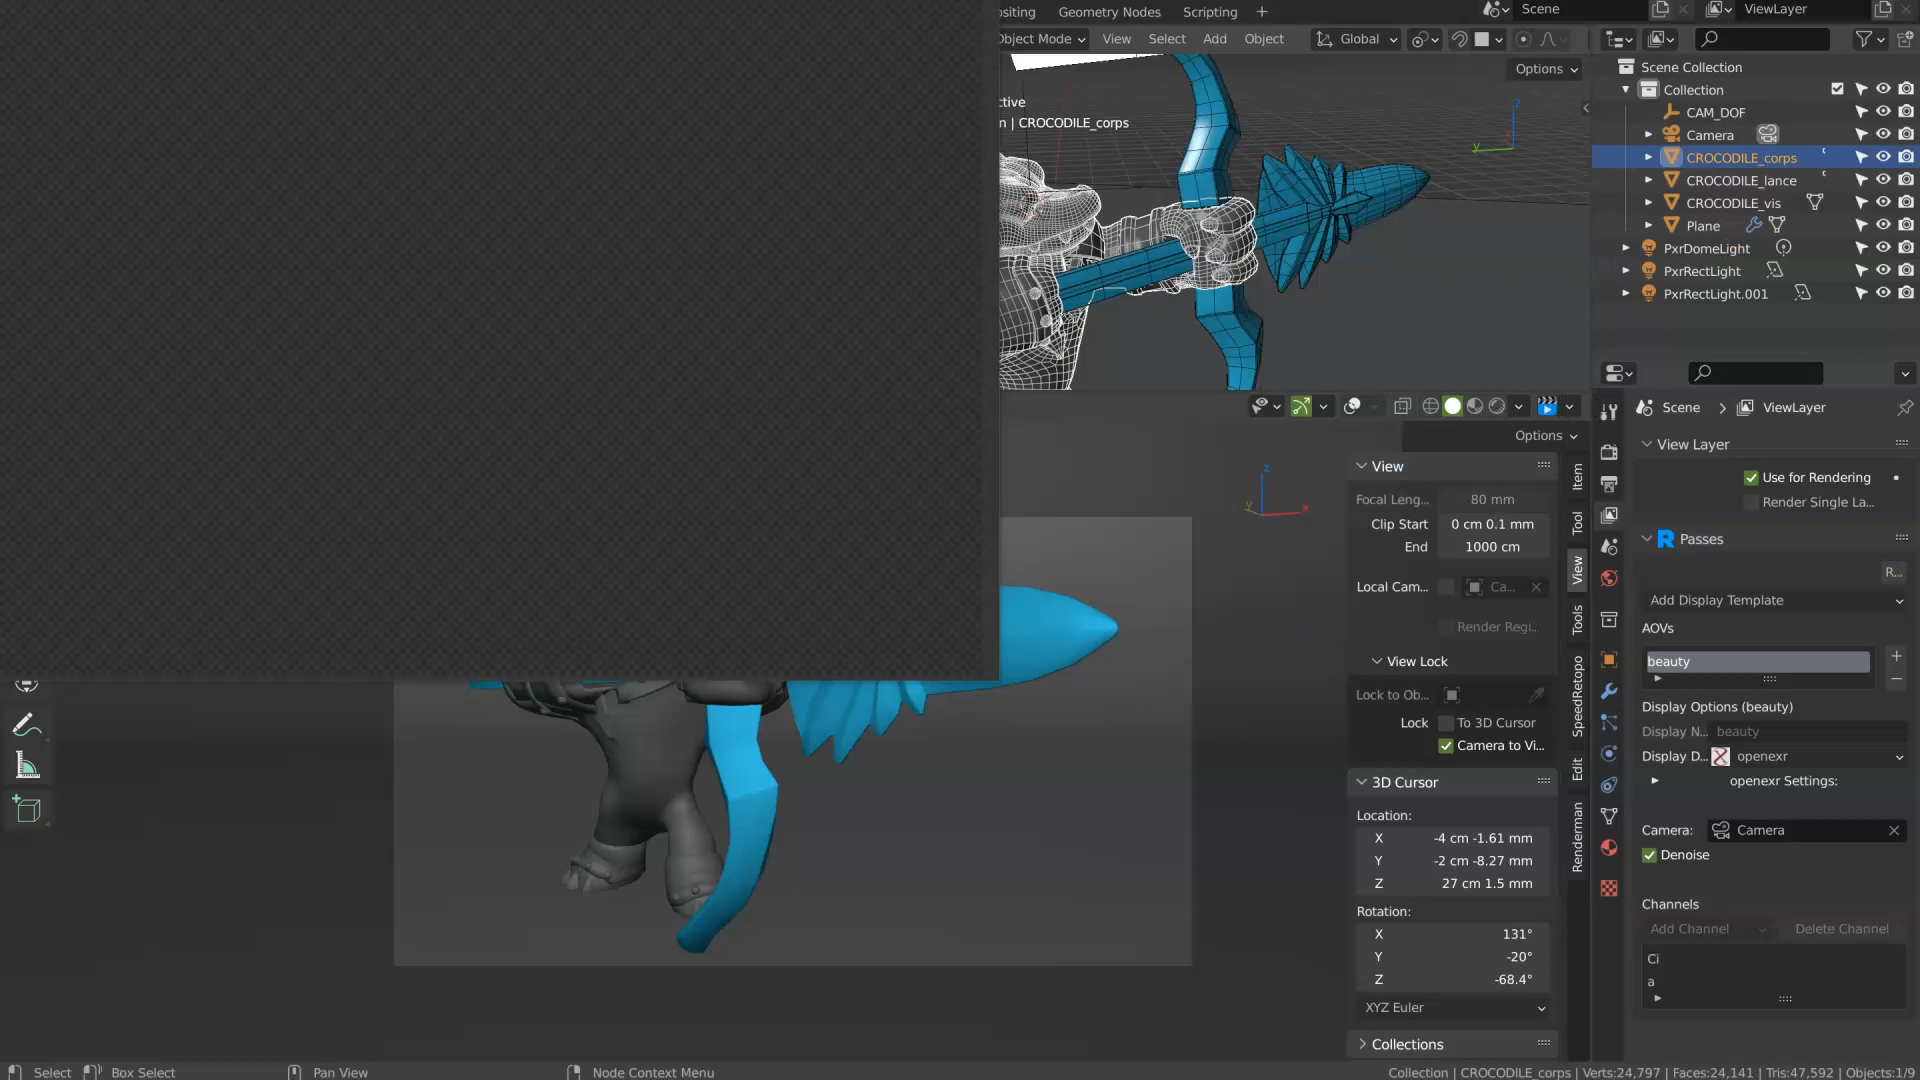 ositing Geometry Nodes Scripting +
Scene
ViewLayer
Object Mode View Select Add Object Global
Options
ctive
n | CROCODILE_corps
z
y
Scene Collection
Collection
CAM_DOF
Camera
CROCODILE_corps
CROCODILE_lance
CROCODILE_vis
Plane
PxrDomeLight
PxrRectLight
PxrRectLight.001
Options
z
y
x
View
Focal Leng... 80 mm
Clip Start 0 cm 0.1 mm
End 1000 cm
Local Cam... Ca...
Render Regi...
View Lock
Lock to Ob...
Lock To 3D Cursor
Camera to Vi...
3D Cursor
Location:
X -4 cm -1.61 mm
Y -2 cm -8.27 mm
Z 27 cm 1.5 mm
Rotation:
X 131°
Y -20°
Z -68.4°
XYZ Euler
Collections
Item
Tool
View
Tools
SpeedRetopo
Edit
Renderman
Scene ViewLayer
View Layer
Use for Rendering
Render Single La...
R Passes
R...
Add Display Template
AOVs
beauty
Display Options (beauty)
Display N... beauty
Display D... openexr
openexr Settings:
Camera: Camera
Denoise
Channels
Add Channel Delete Channel
Ci
a
Select Box Select Pan View Node Context Menu
Collection | CROCODILE_corps | Verts:24,797 | Faces:24,141 | Tris:47,592 | Objects:1/9